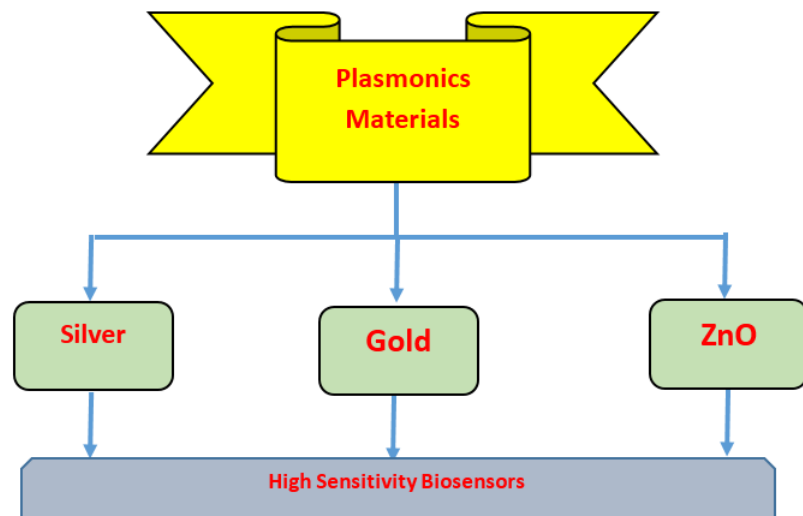 Plasmonics
Materials
Silver
Gold
ZnO
High Sensitivity Biosensors